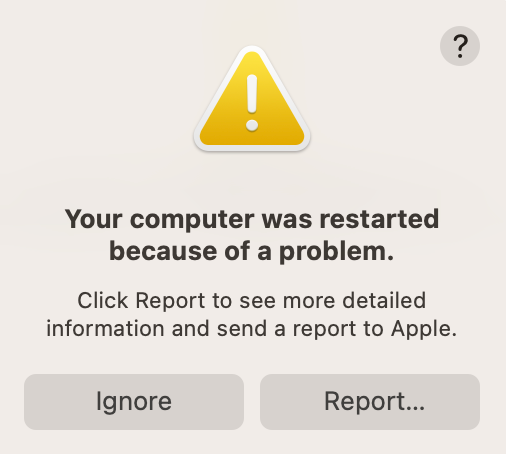 ?
Your computer was restarted
because of a problem.
Click Report to see more detailed
information and send a report to Apple.
Ignore
Report...